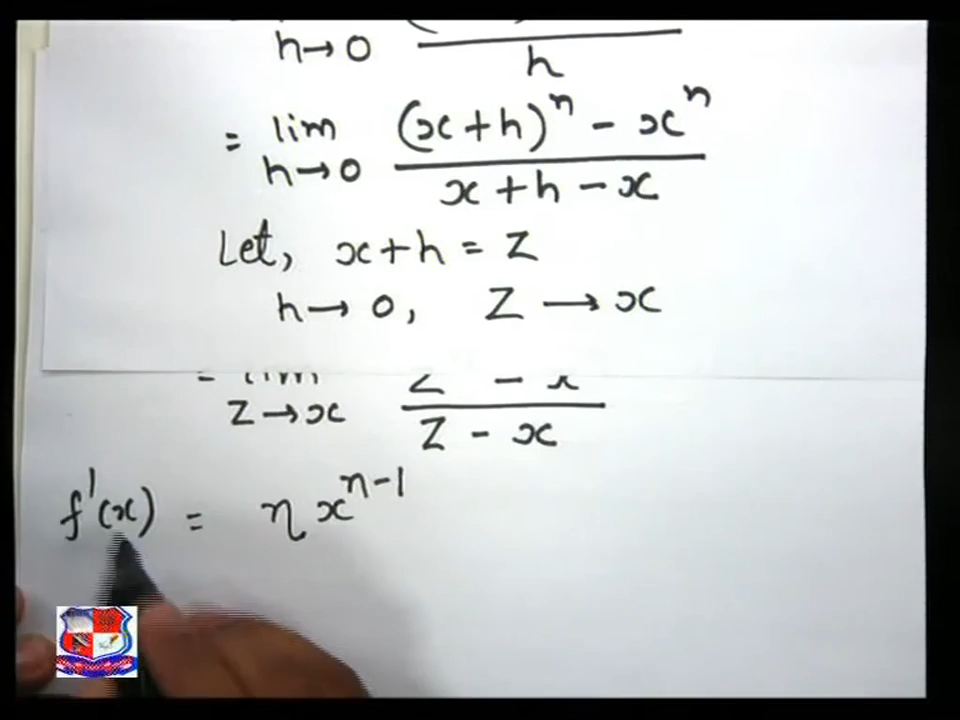 h→0 h
= lim h→0 (x+h)^n - x^n / x+h-x
Let, x+h = Z
h→0, Z→x
Z→x Z - x / Z - x
f'(x) = n x^(n-1)